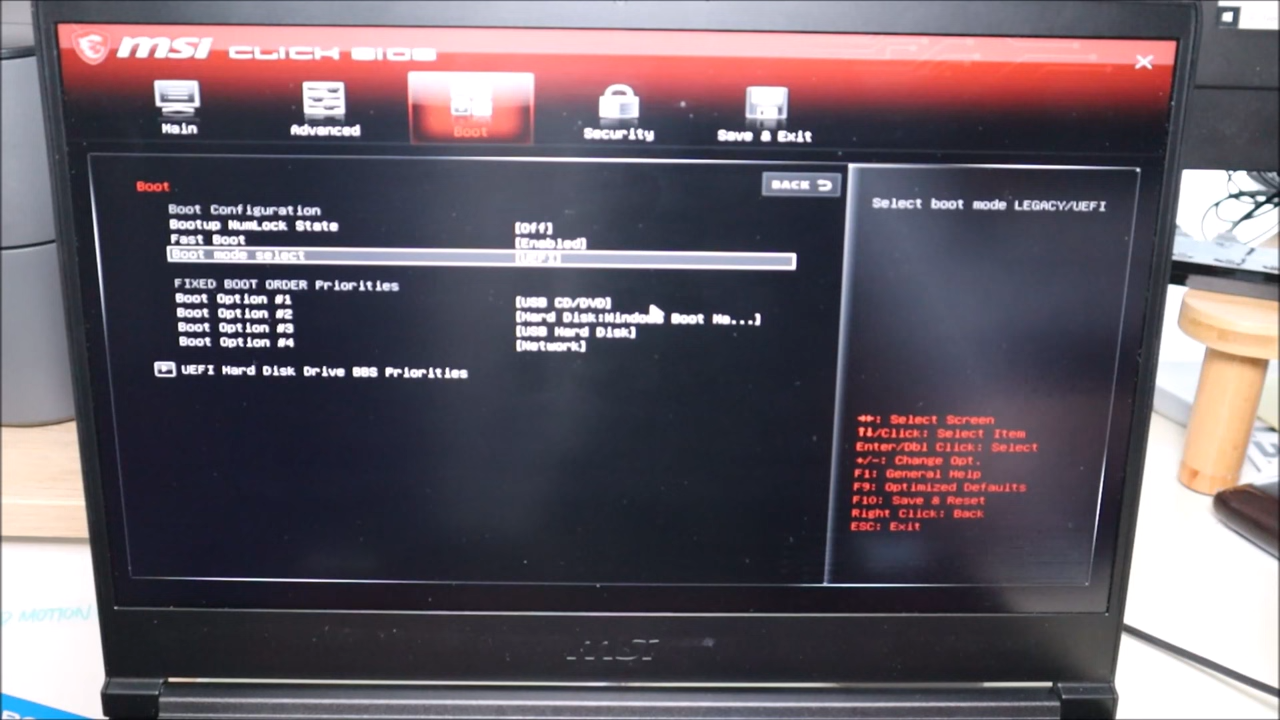 msi CLICK BIOS
Main
Advanced
Boot
Security
Save & Exit
Boot
BACK
Boot Configuration
Bootup NumLock State [Off]
Fast Boot [Enabled]
Boot mode select [UEFI]
FIXED BOOT ORDER Priorities
Boot Option #1 [USB CD/DVD]
Boot Option #2 [Hard Disk:Windows Boot Ma...]
Boot Option #3 [USB Hard Disk]
Boot Option #4 [Network]
UEFI Hard Disk Drive BBS Priorities
Select boot mode LEGACY/UEFI
→←: Select Screen
↑↓/Click: Select Item
Enter/Dbl Click: Select
+/-: Change Opt.
F1: General Help
F9: Optimized Defaults
F10: Save & Reset
Right Click: Back
ESC: Exit
MOTION
msi